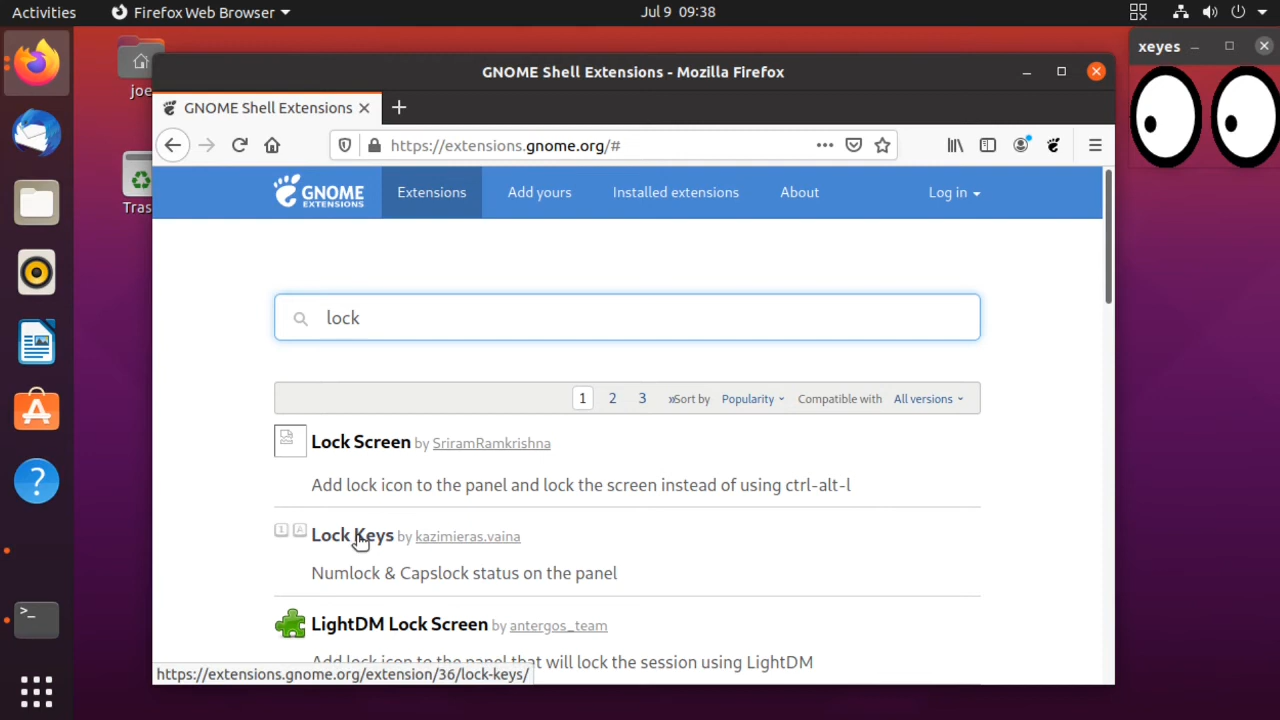 Activities
Firefox Web Browser
Jul 9 09:38
joe
Tras
xeyes
GNOME Shell Extensions - Mozilla Firefox
GNOME Shell Extensions
https://extensions.gnome.org/#
GNOME EXTENSIONS
Extensions
Add yours
Installed extensions
About
Log in
lock
1 2 3 » Sort by Popularity Compatible with All versions
Lock Screen by SriramRamkrishna
Add lock icon to the panel and lock the screen instead of using ctrl-alt-l
1 A
Lock Keys by kazimieras.vaina
Numlock & Capslock status on the panel
LightDM Lock Screen by antergos_team
Add lock icon to the panel that will lock the session using LightDM
https://extensions.gnome.org/extension/36/lock-keys/